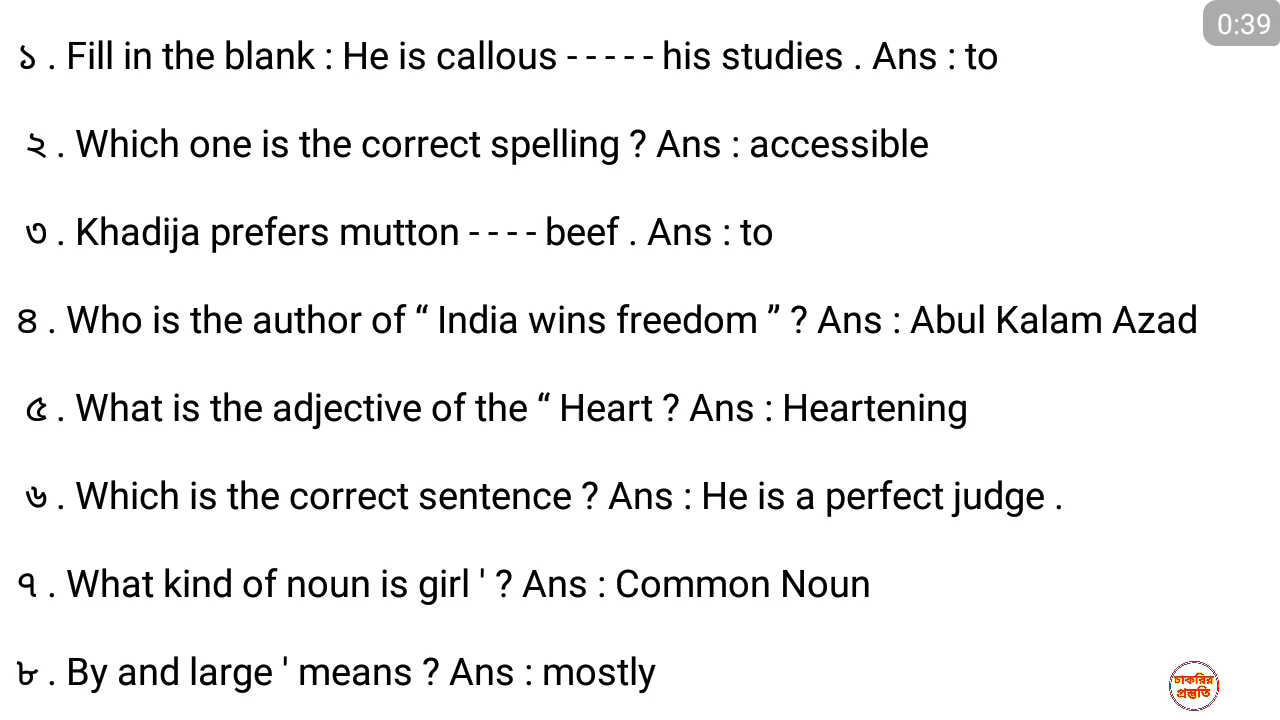 0:39
১ . Fill in the blank : He is callous - - - - - his studies . Ans : to
২ . Which one is the correct spelling ? Ans : accessible
৩ . Khadija prefers mutton - - - - beef . Ans : to
৪ . Who is the author of “ India wins freedom ” ? Ans : Abul Kalam Azad
৫ . What is the adjective of the “ Heart ? Ans : Heartening
৬ . Which is the correct sentence ? Ans : He is a perfect judge .
৭ . What kind of noun is girl ' ? Ans : Common Noun
৮ . By and large ' means ? Ans : mostly
চাকরির
প্রস্তুতি